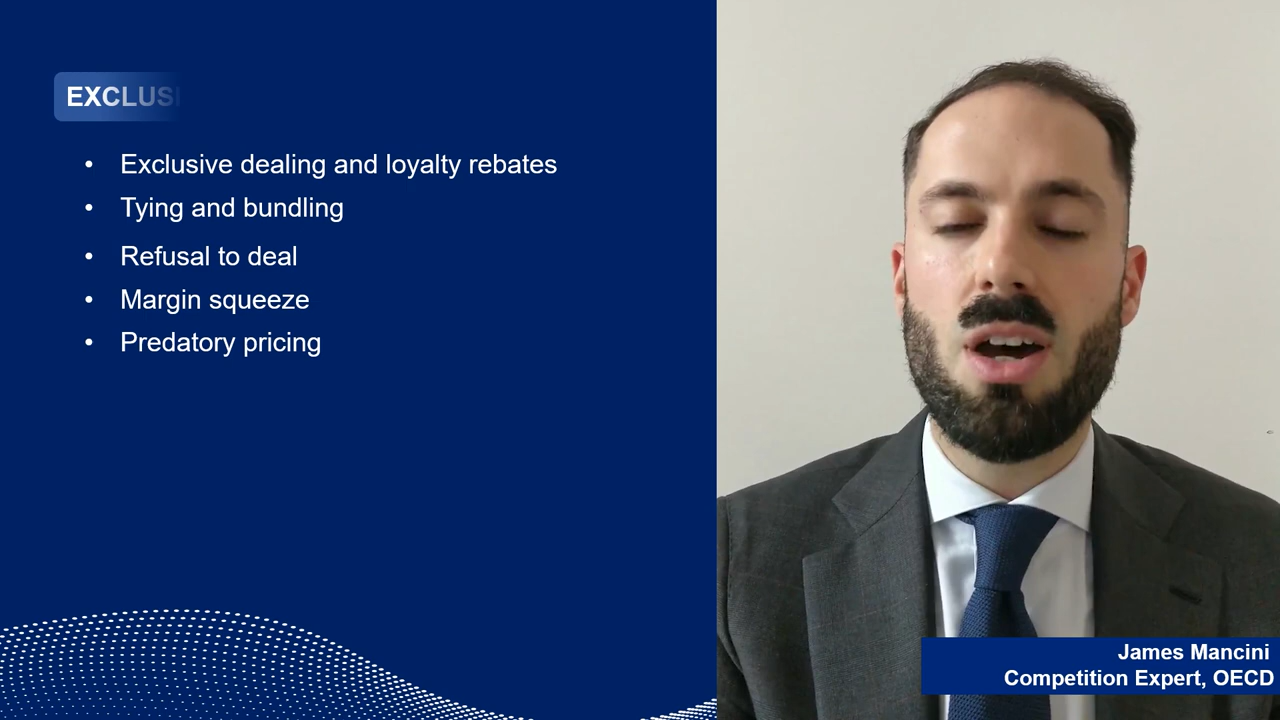 EXCLUS
• Exclusive dealing and loyalty rebates
• Tying and bundling
• Refusal to deal
• Margin squeeze
• Predatory pricing
James Mancini
Competition Expert, OECD